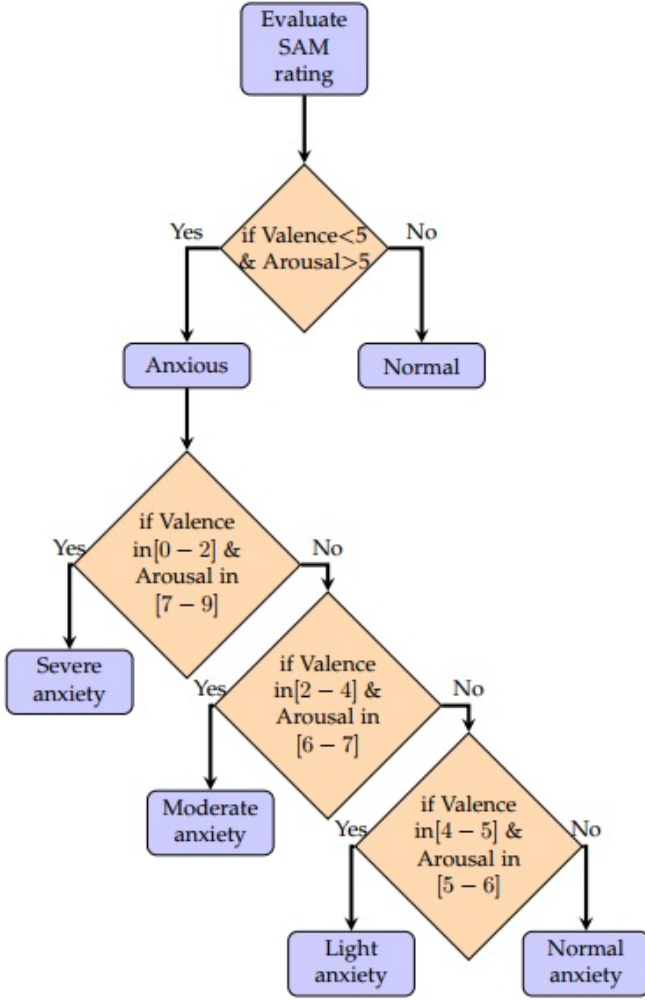 Evaluate
SAM
rating
if Valence<5
& Arousal>5
Yes
No
Anxious
Normal
if Valence
in[0 − 2] &
Arousal in
[7 − 9]
Yes
No
Severe
anxiety
if Valence
in[2 − 4] &
Arousal in
[6 − 7]
Yes
No
Moderate
anxiety
if Valence
in[4 − 5] &
Arousal in
[5 − 6]
Yes
No
Light
anxiety
Normal
anxiety